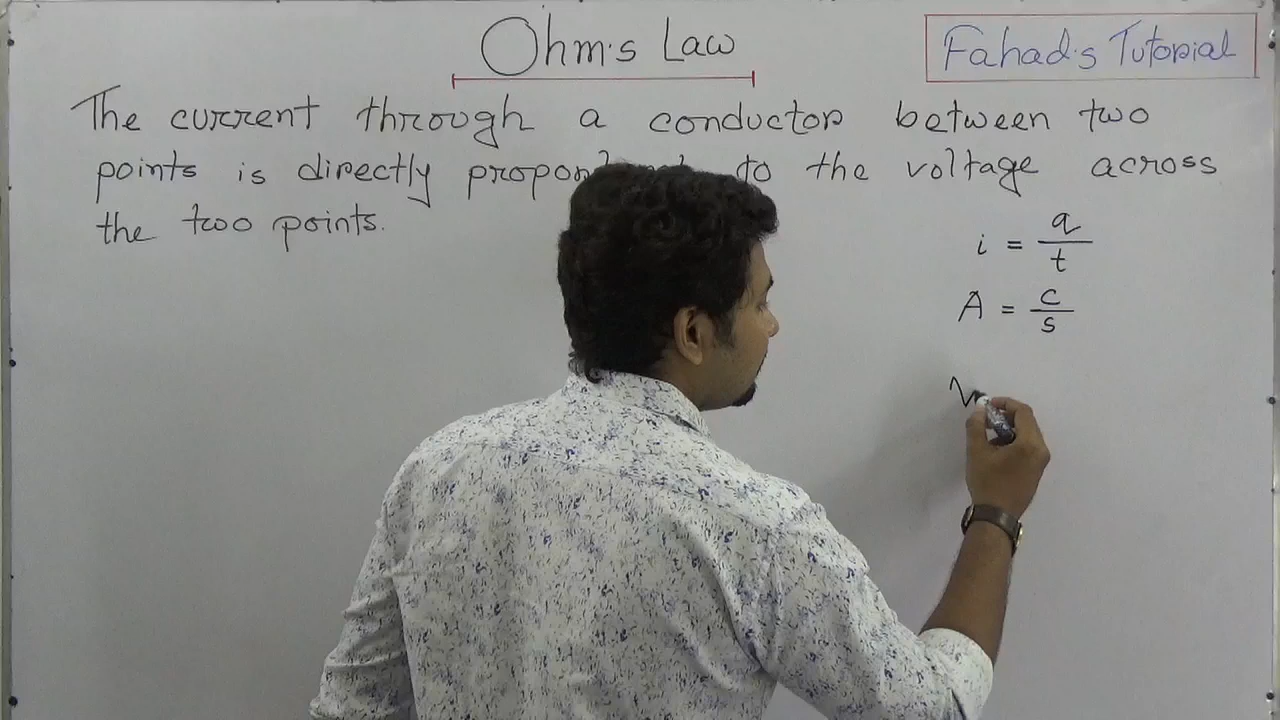 Ohm's Law
Fahad's Tutorial
The current through a conductor between two
points is directly to the voltage across
the two points.
i = q/t
A = c/s